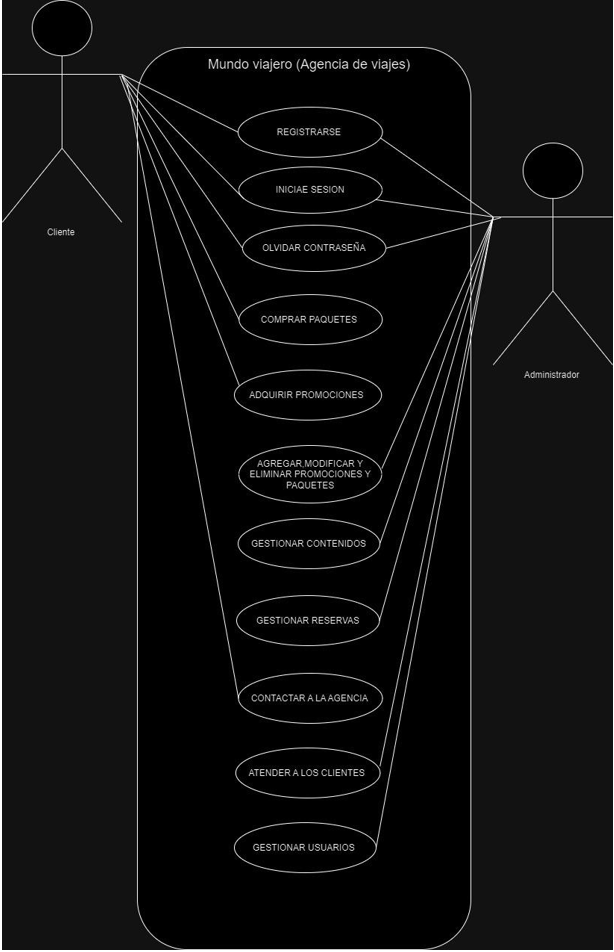 Mundo viajero (Agencia de viajes)
REGISTRARSE
INICIAE SESION
Cliente
OLVIDAR CONTRASEÑA
COMPRAR PAQUETES
Administrador
ADQUIRIR PROMOCIONES
AGREGAR,MODIFICAR Y
ELIMINAR PROMOCIONES Y
PAQUETES
GESTIONAR CONTENIDOS
GESTIONAR RESERVAS
CONTACTAR A LA AGENCIA
ATENDER A LOS CLIENTES
GESTIONAR USUARIOS